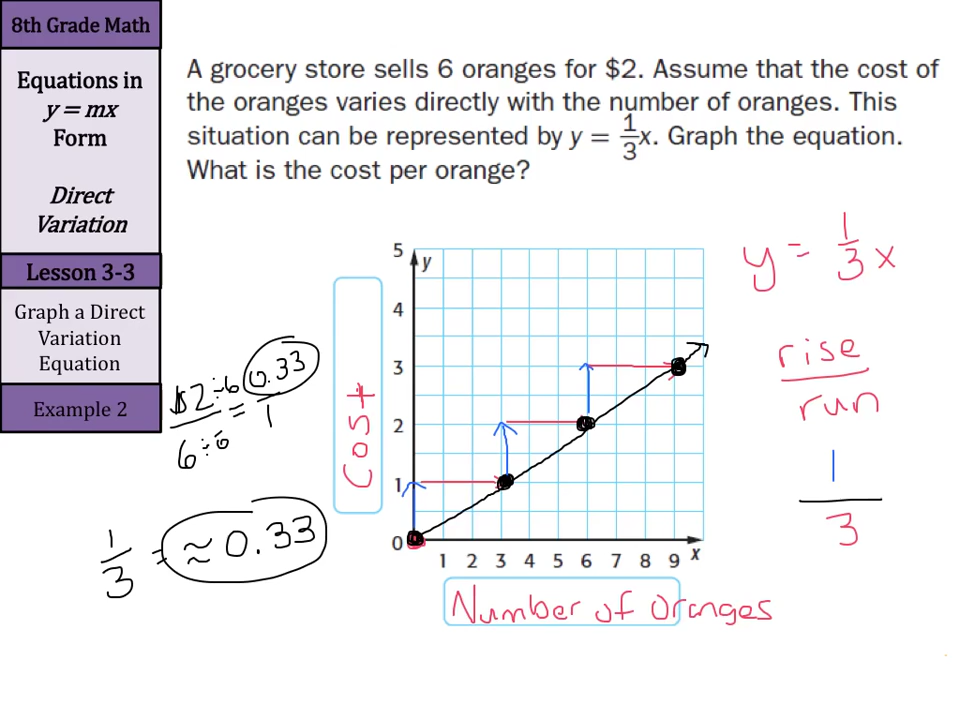 8th Grade Math
Equations in
y = mx
Form
Direct
Variation
Lesson 3-3
Graph a Direct
Variation
Equation
Example 2
A grocery store sells 6 oranges for $2. Assume that the cost of
the oranges varies directly with the number of oranges. This
situation can be represented by y = 1/3x. Graph the equation.
What is the cost per orange?
y = 1/3 x
rise
run
1
3
5
4
3
2
1
0
y
1 2 3 4 5 6 7 8 9 x
Cost
Number of Oranges
$2 ÷ 6 = 0.33
6 ÷ 6 1
1/3 = ≈ 0.33